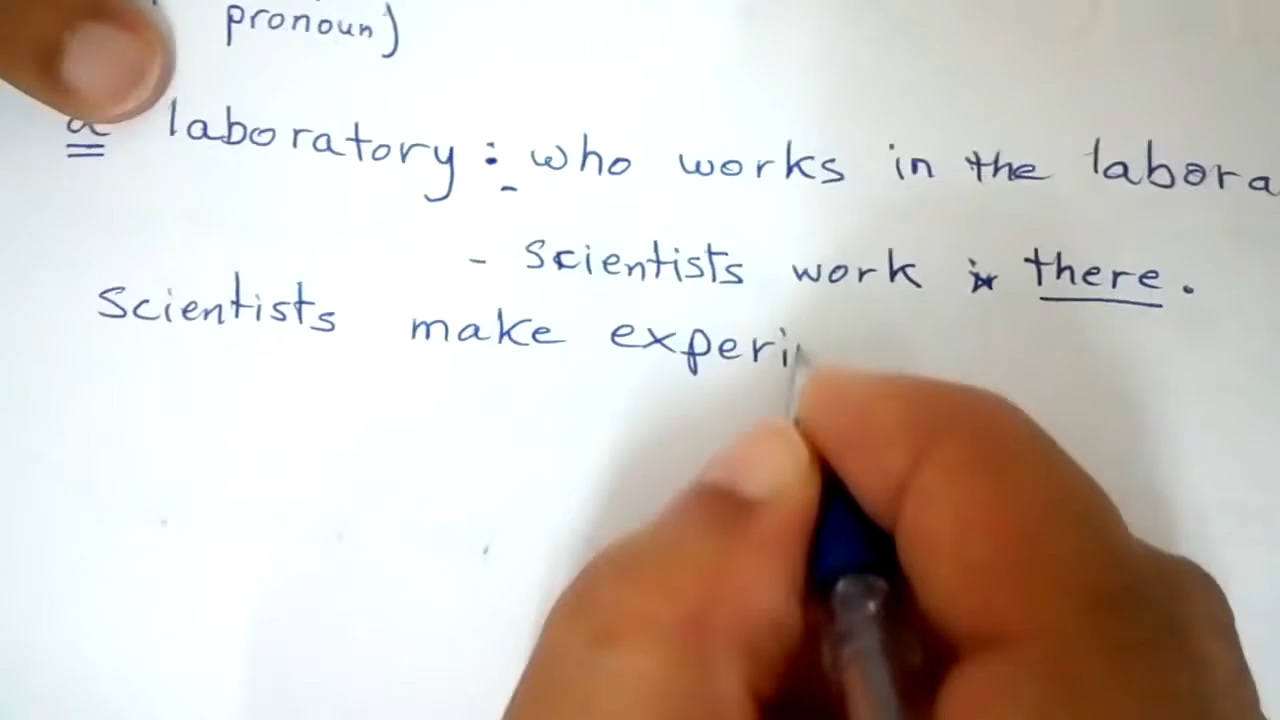 pronoun)
a laboratory : who works in the labora
- scientists work there.
scientists make experi